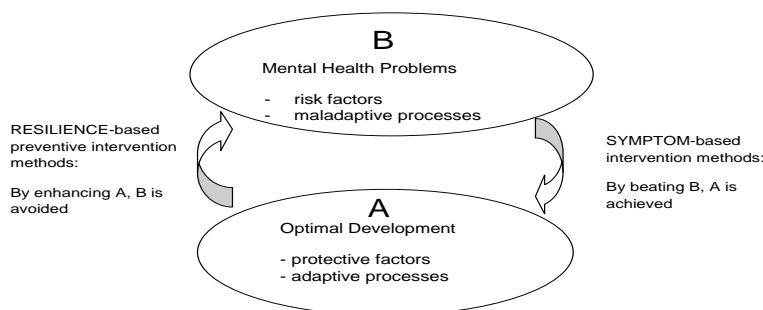 B
Mental Health Problems
- risk factors
- maladaptive processes
RESILIENCE-based
preventive intervention
methods:
By enhancing A, B is
avoided
SYMPTOM-based
intervention methods:
By beating B, A is
achieved
A
Optimal Development
- protective factors
- adaptive processes